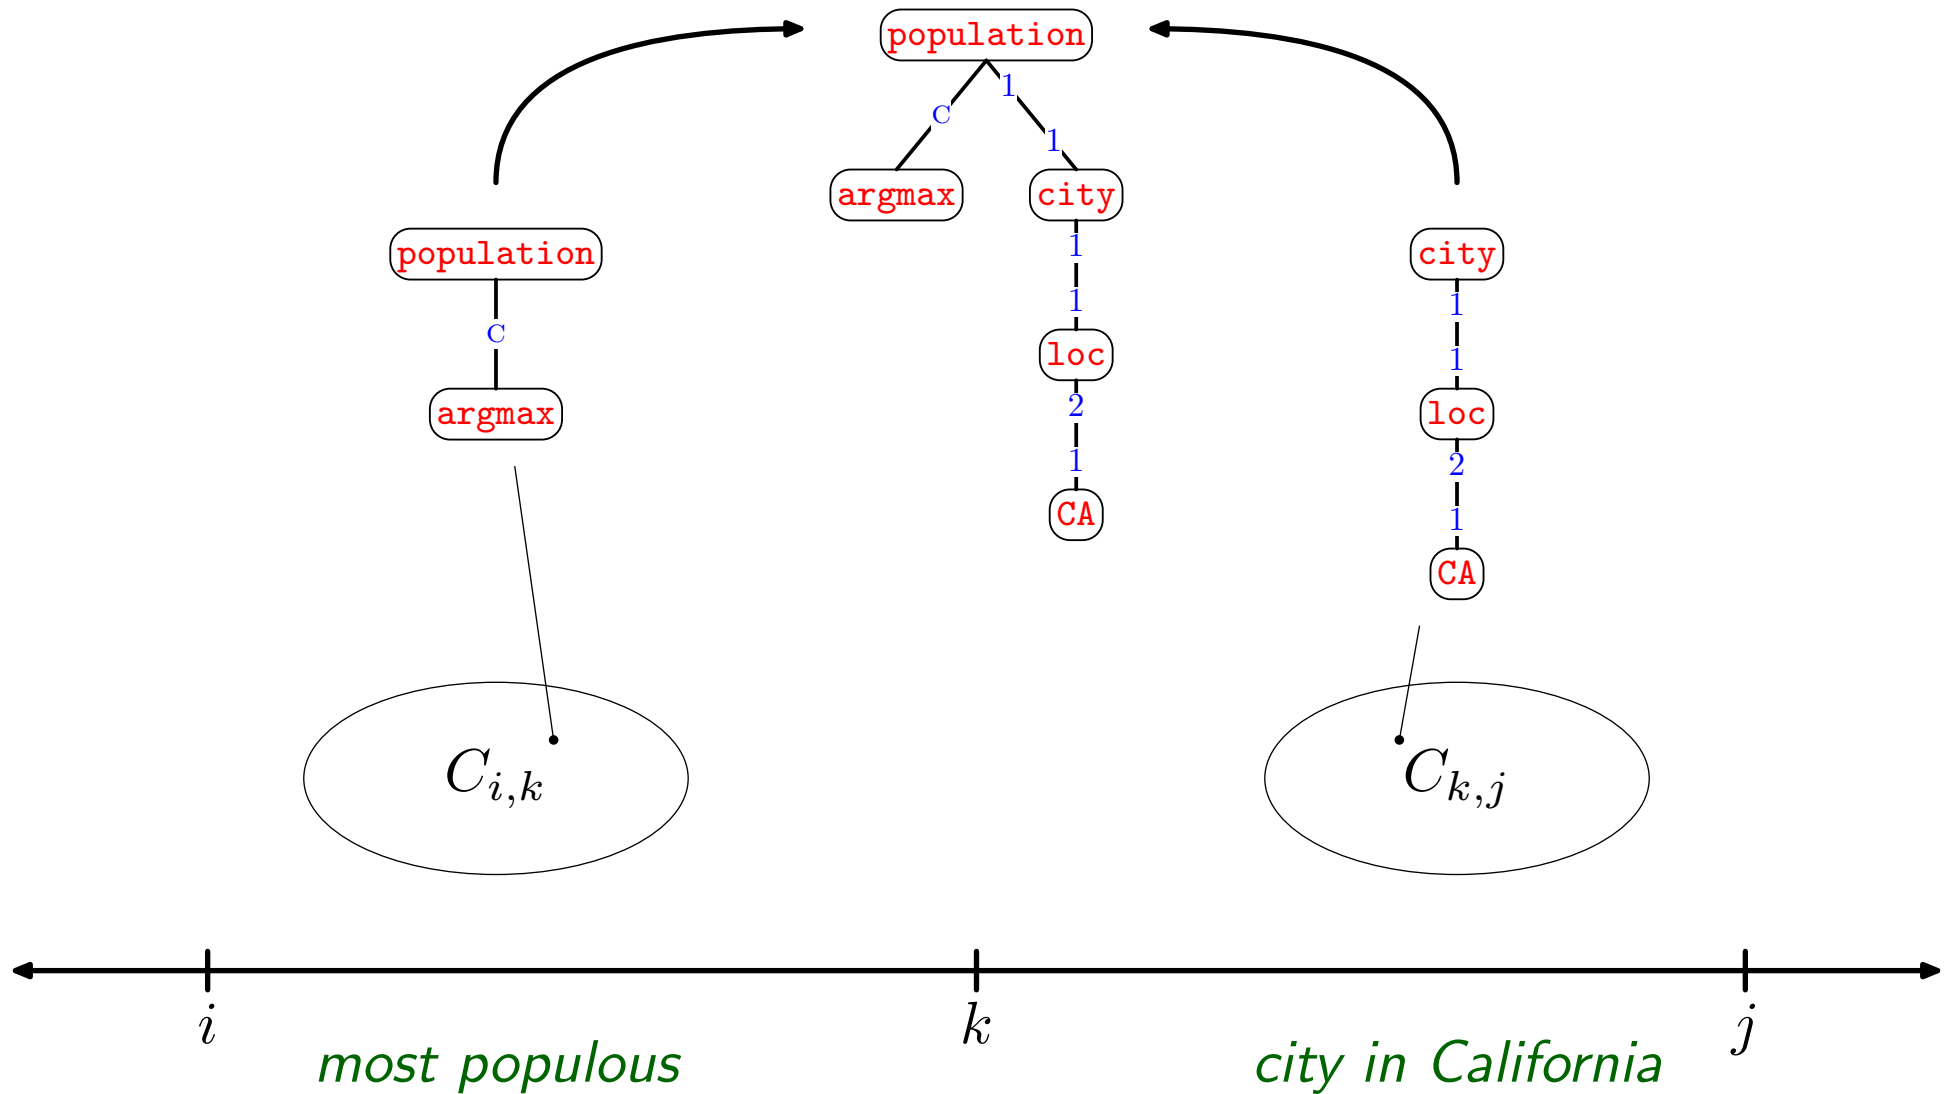 population
c
1
1
argmax
city
1
1
loc
2
1
CA
population
c
argmax
city
1
1
loc
2
1
CA
C_{i,k}
C_{k,j}
i
k
j
most populous
city in California